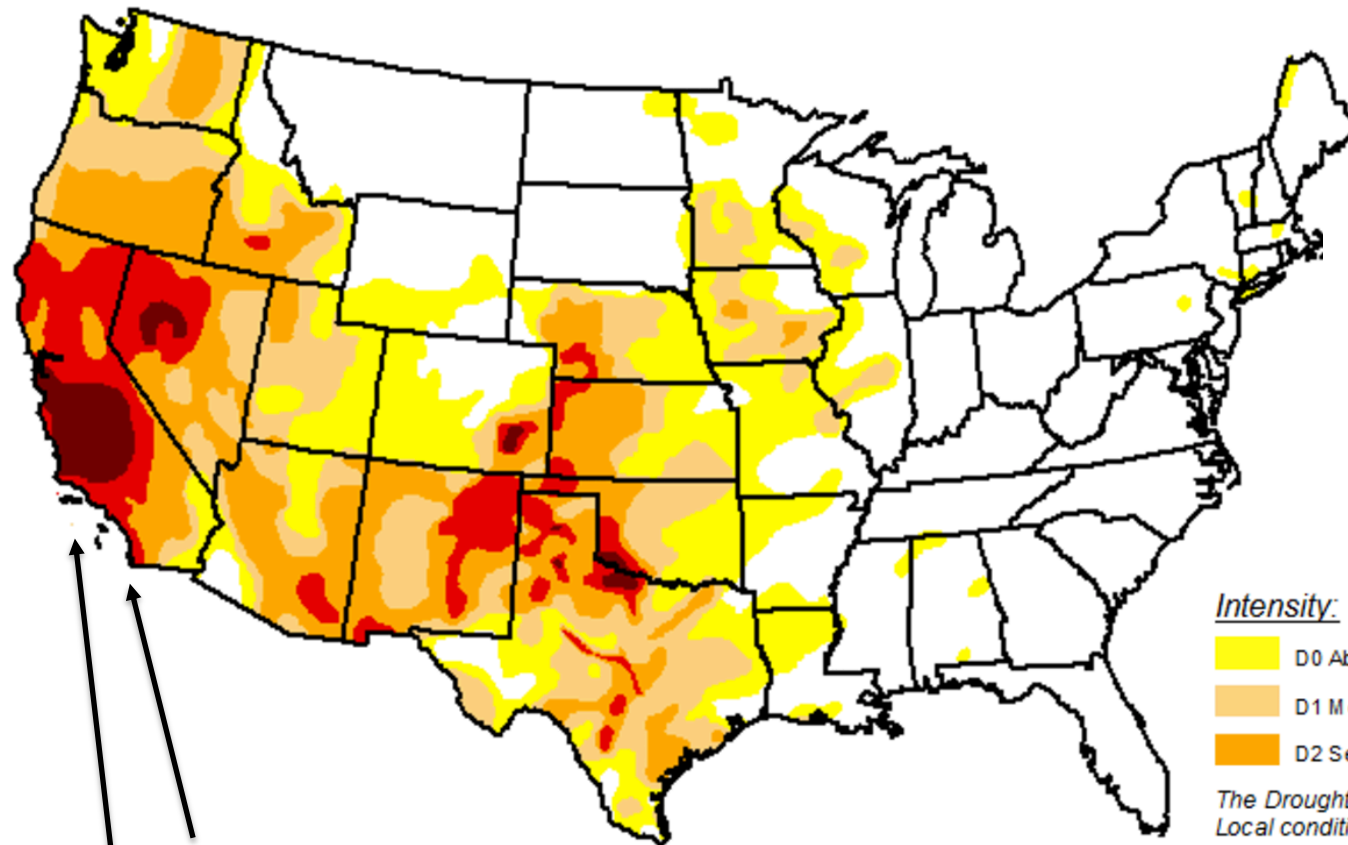 Intensity:
D0 Ab
D1 M
D2 Se
The Drought
Local conditi